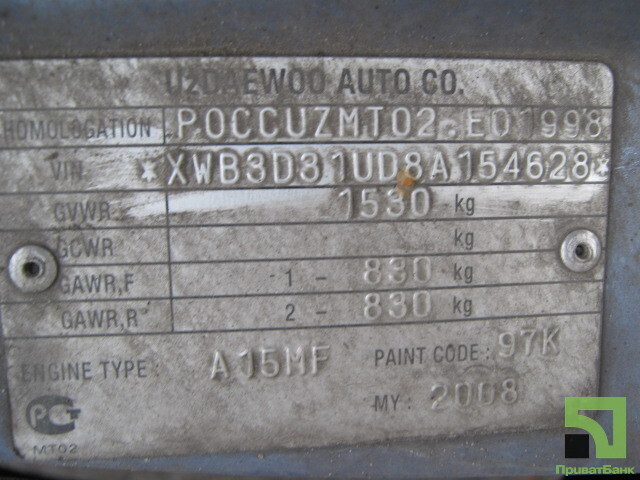 UzDAEWOO AUTO CO.
HOMOLOGATION POCCUZMT02.E01998
VIN *XWB3D31UD8A154628*
GVWR 1530 kg
GCWR kg
GAWR,F 1 - 830 kg
GAWR,R 2 - 830 kg
ENGINE TYPE: A15MF PAINT CODE: 97K
MY: 2008
РСТ
MT02
ПриватБанк